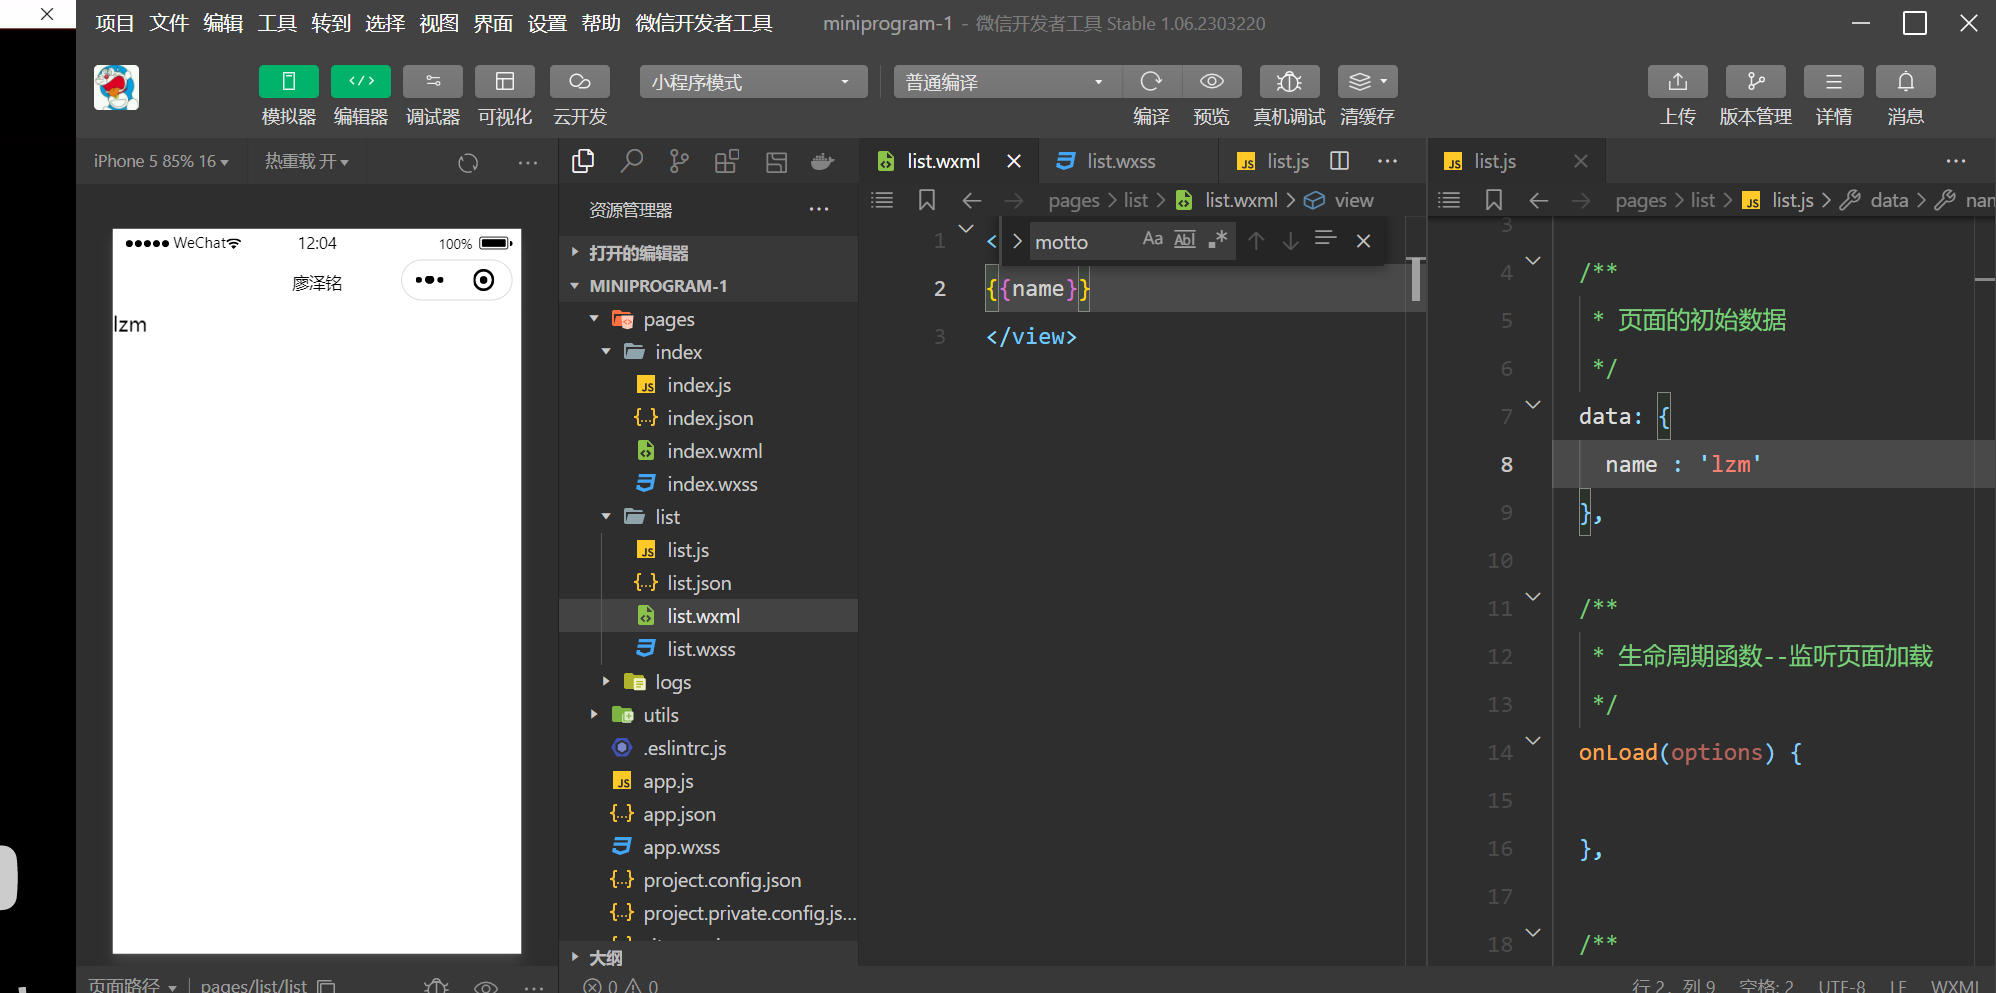 项目 文件 编辑 工具 转到 选择 视图 界面 设置 帮助 微信开发者工具 miniprogram-1 - 微信开发者工具 Stable 1.06.2303220
小程序模式 普通编译
模拟器 编辑器 调试器 可视化 云开发 编译 预览 真机调试 清缓存 上传 版本管理 详情 消息
iPhone 5 85% 16 热重载 开
WeChat 12:04 100%
廖泽铭
lzm
页面路径 pages/list/list
资源管理器
打开的编辑器
MINIPROGRAM-1
pages
index
index.js
index.json
index.wxml
index.wxss
list
list.js
list.json
list.wxml
list.wxss
logs
utils
.eslintrc.js
app.js
app.json
app.wxss
project.config.json
project.private.config.js...
大纲
0 0
list.wxml list.wxss list.js
pages list list.wxml view
motto Aa Abl .*
1 <
2 {{name}}
3 </view>
list.js
pages list list.js data nam
3
4 /**
5 * 页面的初始数据
6 */
7 data: {
8 name : 'lzm'
9 },
10
11 /**
12 * 生命周期函数--监听页面加载
13 */
14 onLoad(options) {
15
16 },
17
18 /**
行 2，列 9 空格: 2 UTF-8 LF WXML